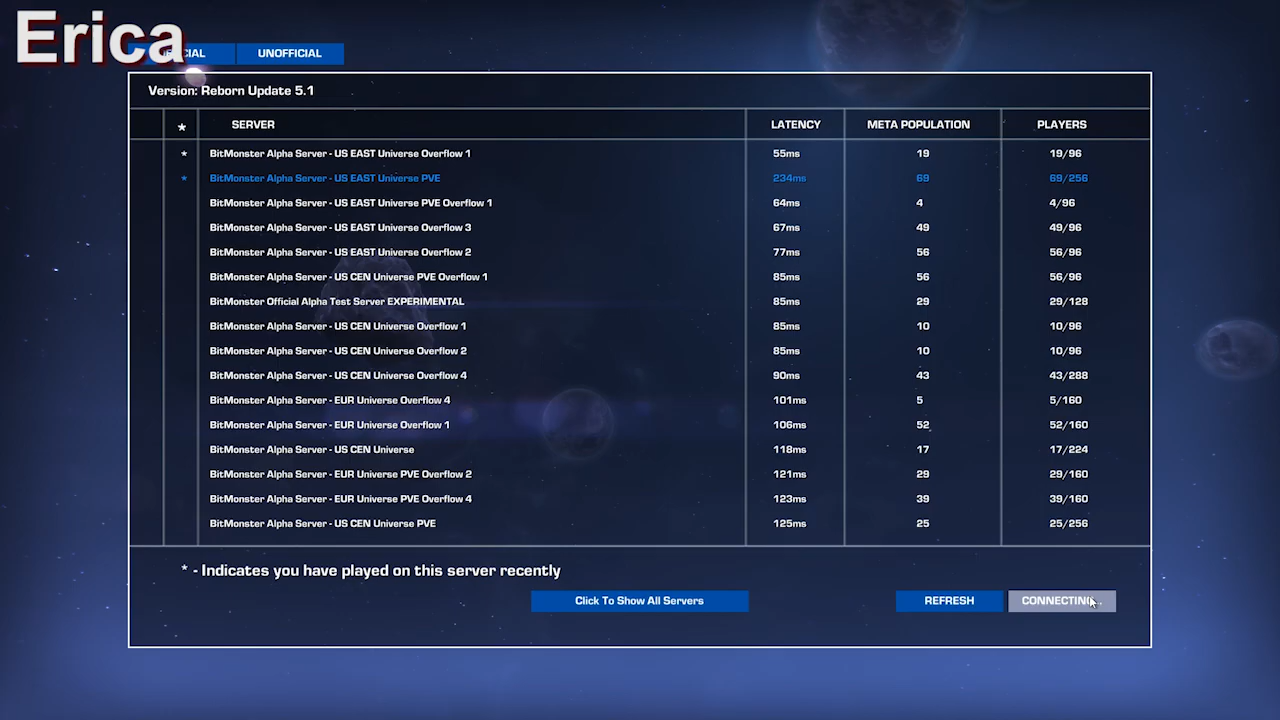 Erica
UNOFFICIAL
Version: Reborn Update 5.1
* SERVER LATENCY META POPULATION PLAYERS
* BitMonster Alpha Server - US EAST Universe Overflow 1 55ms 19 19/96
* BitMonster Alpha Server - US EAST Universe PVE 234ms 69 69/256
BitMonster Alpha Server - US EAST Universe PVE Overflow 1 64ms 4 4/96
BitMonster Alpha Server - US EAST Universe Overflow 3 67ms 49 49/96
BitMonster Alpha Server - US EAST Universe Overflow 2 77ms 56 56/96
BitMonster Alpha Server - US CEN Universe PVE Overflow 1 85ms 56 56/96
BitMonster Official Alpha Test Server EXPERIMENTAL 85ms 29 29/128
BitMonster Alpha Server - US CEN Universe Overflow 1 85ms 10 10/96
BitMonster Alpha Server - US CEN Universe Overflow 2 85ms 10 10/96
BitMonster Alpha Server - US CEN Universe Overflow 4 90ms 43 43/288
BitMonster Alpha Server - EUR Universe Overflow 4 101ms 5 5/160
BitMonster Alpha Server - EUR Universe Overflow 1 106ms 52 52/160
BitMonster Alpha Server - US CEN Universe 118ms 17 17/224
BitMonster Alpha Server - EUR Universe PVE Overflow 2 121ms 29 29/160
BitMonster Alpha Server - EUR Universe PVE Overflow 4 123ms 39 39/160
BitMonster Alpha Server - US CEN Universe PVE 125ms 25 25/256
* - Indicates you have played on this server recently
Click To Show All Servers REFRESH CONNECTING...